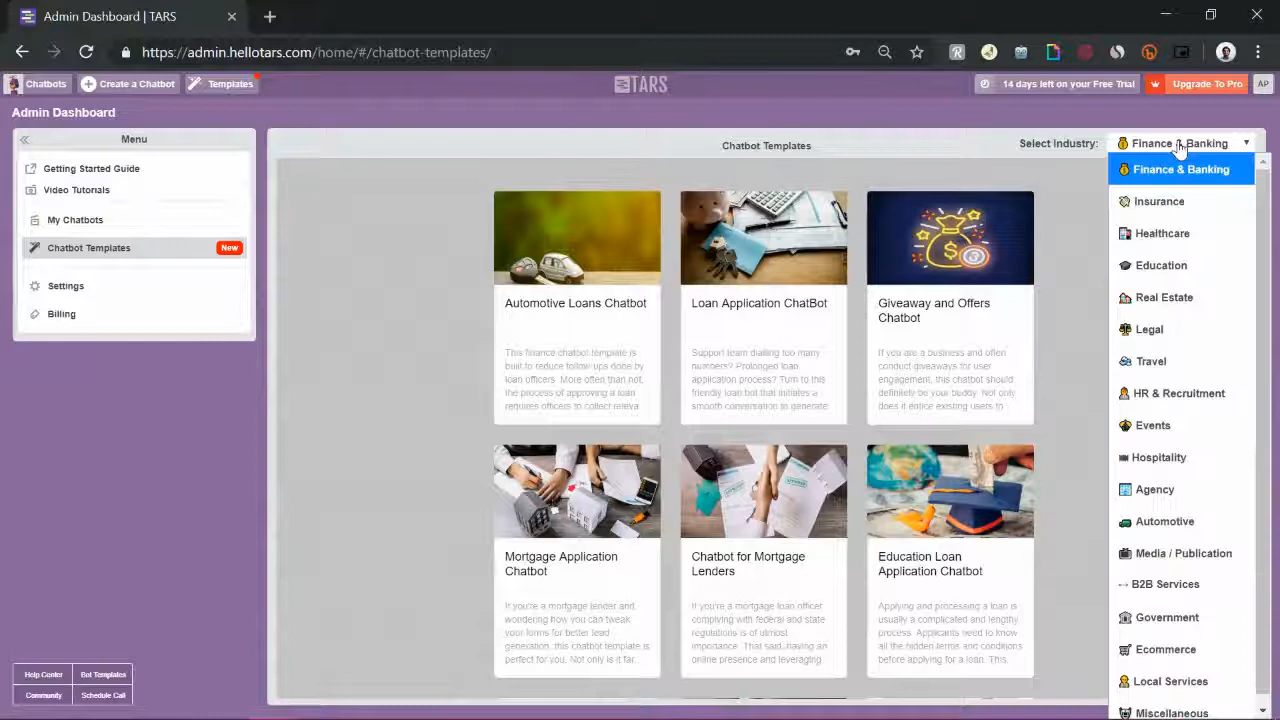 Admin Dashboard | TARS
https://admin.hellotars.com/home/#/chatbot-templates/
Chatbots
Create a Chatbot
Templates
TARS
14 days left on your Free Trial
Upgrade To Pro
AP
Admin Dashboard
Menu
Getting Started Guide
Video Tutorials
My Chatbots
Chatbot Templates
New
Settings
Billing
Help Center
Bot Templates
Community
Schedule Call
Chatbot Templates
Select Industry:
Finance & Banking
Finance & Banking
Insurance
Healthcare
Education
Real Estate
Legal
Travel
HR & Recruitment
Events
Hospitality
Agency
Automotive
Media / Publication
B2B Services
Government
Ecommerce
Local Services
Miscellaneous
Automotive Loans Chatbot
This finance chatbot template is
built to reduce follow-ups done by
loan officers. More often than not,
the process of approving a loan
requires officers to collect releva
Loan Application ChatBot
Support team dialling too many
numbers? Prolonged loan
application process? Turn to this
friendly loan bot that initiates a
smooth conversation to generate
Giveaway and Offers
Chatbot
If you are a business and often
conduct giveaways for user
engagement, this chatbot should
definitely be your buddy. Not only
does it entice existing users to
Mortgage Application
Chatbot
If you're a mortgage lender and
wondering how you can tweak
your forms for better lead
generation, this chatbot template is
perfect for you. Not only is it far
Chatbot for Mortgage
Lenders
If you're a mortgage loan officer
complying with federal and state
regulations is of utmost
importance. That said, having an
online presence and leveraging
Education Loan
Application Chatbot
Applying and processing a loan is
usually a complicated and lengthy
process. Applicants need to know
all the hidden terms and conditions
before applying for a loan. This,